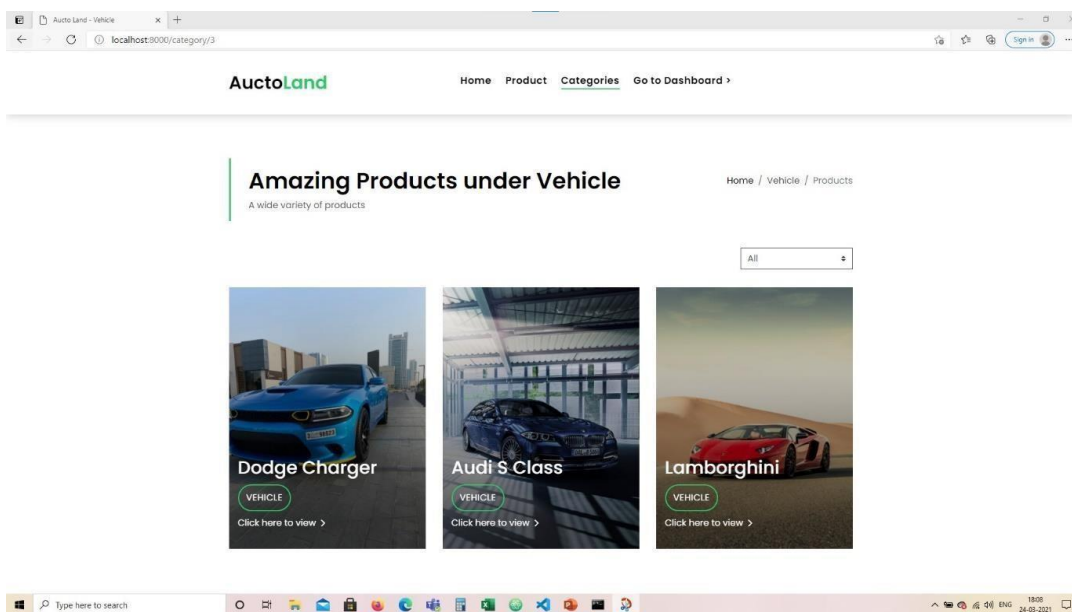 Aucto Land - Vehicle
localhost:8000/category/3
Sign in
AuctoLand
Home Product Categories Go to Dashboard >
Amazing Products under Vehicle
A wide variety of products
Home / Vehicle / Products
All
Dodge Charger
VEHICLE
Click here to view >
Audi S Class
VEHICLE
Click here to view >
Lamborghini
VEHICLE
Click here to view >
Type here to search
ENG
18:08
24-03-2021